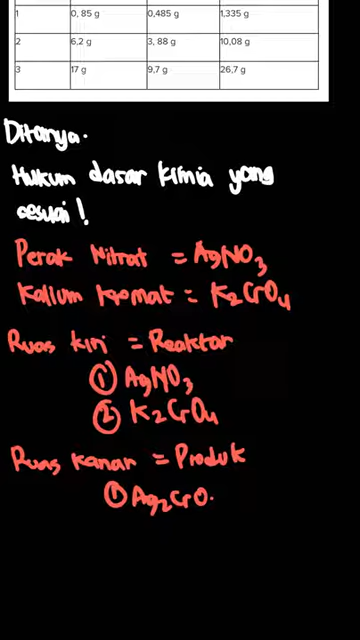 1 0, 85 g 0,485 g 1,335 g
2 6,2 g 3, 88 g 10,08 g
3 17 g 9,7 g 26,7 g
Ditanya.
Hukum dasar kimia yang
sesuai !
Perak Nitrat = AgNO3
Kalium Kromat = K2CrO4
Ruas kiri = Reaktan
① AgNO3
② K2CrO4
Ruas kanan = Produk
① Ag2CrO.